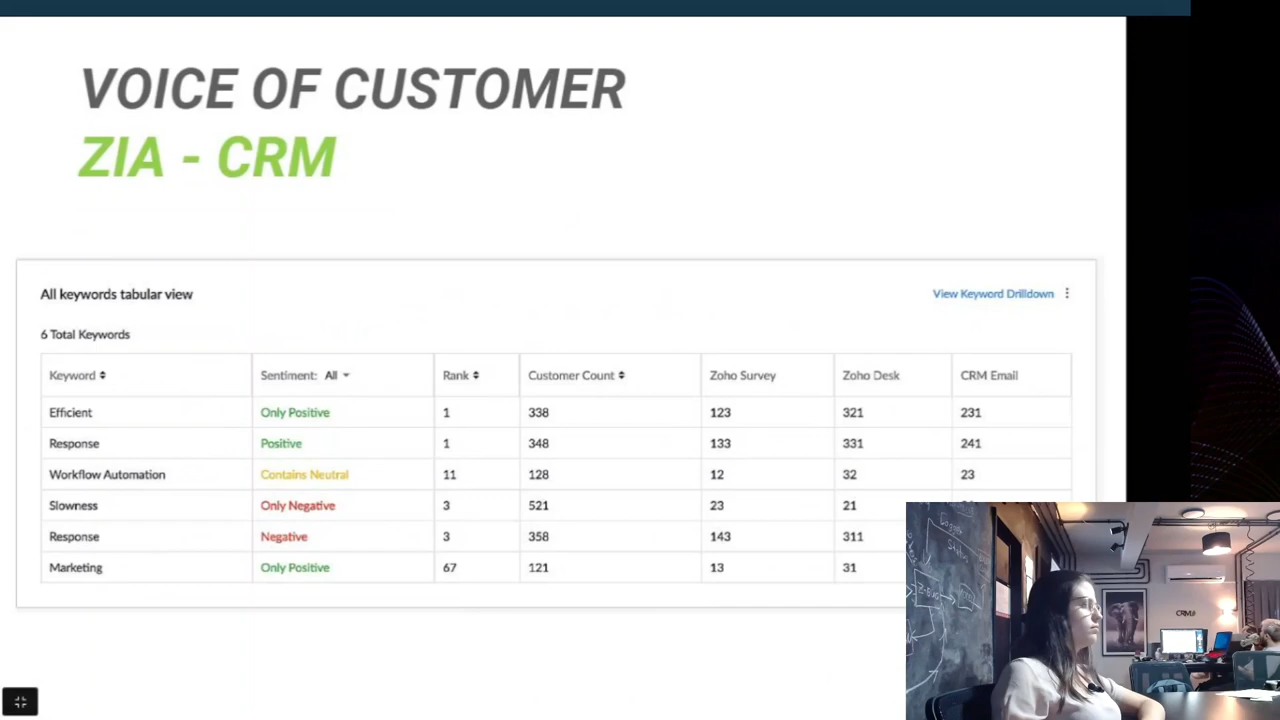 VOICE OF CUSTOMER
ZIA - CRM
All keywords tabular view
View Keyword Drilldown
6 Total Keywords
Keyword Sentiment: All Rank Customer Count Zoho Survey Zoho Desk CRM Email
Efficient Only Positive 1 338 123 321 231
Response Positive 1 348 133 331 241
Workflow Automation Contains Neutral 11 128 12 32 23
Slowness Only Negative 3 521 23 21
Response Negative 3 358 143 311
Marketing Only Positive 67 121 13 31
CRM